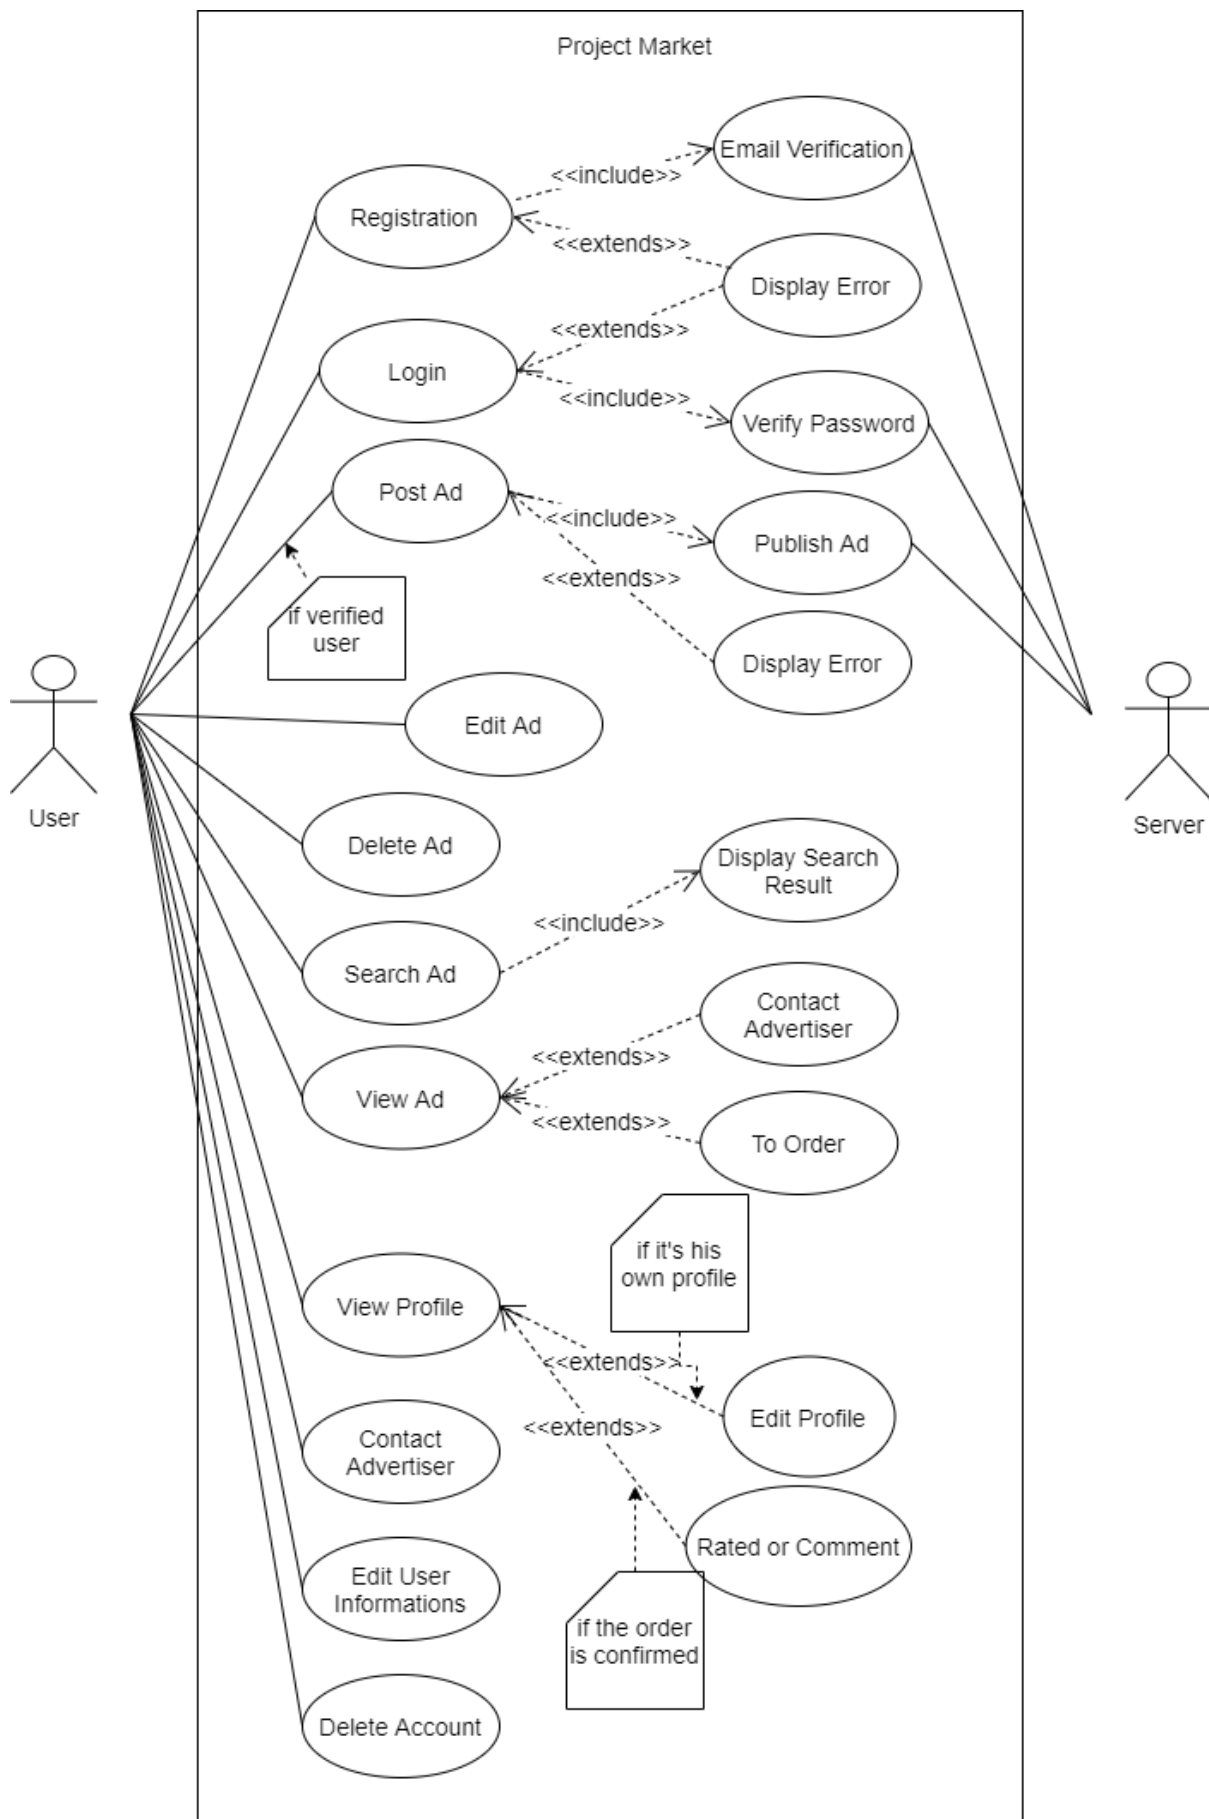 Project Market
Email Verification
<<include>>
Registration
<<extends>>
Display Error
<<extends>>
Login
<<include>>
Verify Password
Post Ad
<<include>>
Publish Ad
<<extends>>
if verified
user
Display Error
Edit Ad
User
Server
Delete Ad
Display Search
Result
<<include>>
Search Ad
Contact
Advertiser
<<extends>>
View Ad
<<extends>>
To Order
if it's his
own profile
View Profile
<<extends>>
Edit Profile
<<extends>>
Contact
Advertiser
Rated or Comment
Edit User
Informations
if the order
is confirmed
Delete Account